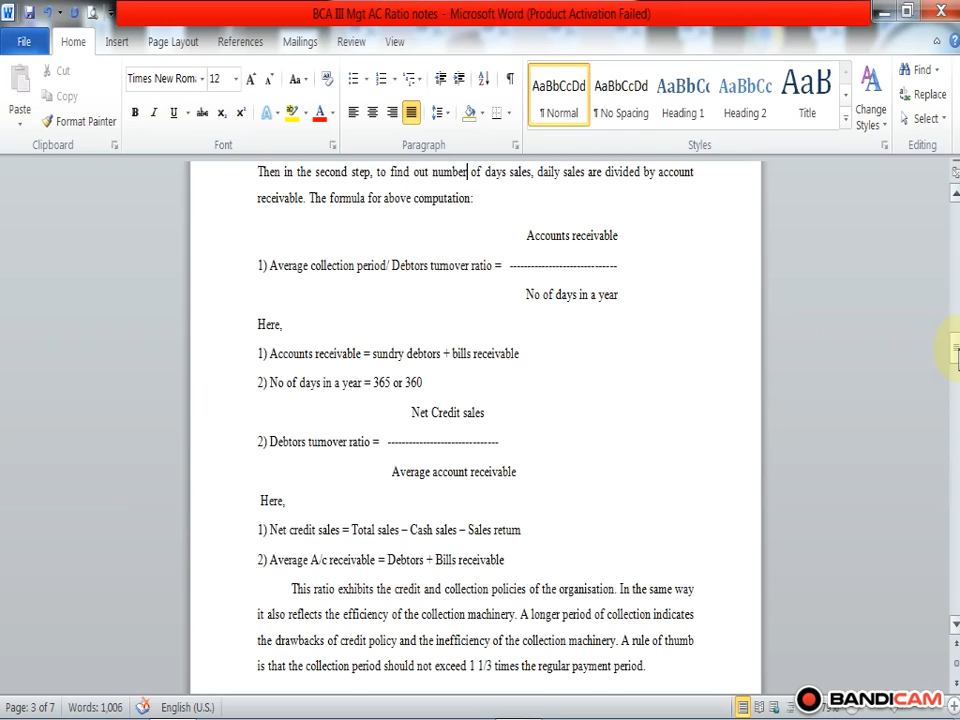 BCA III Mgt AC Ratio notes - Microsoft Word (Product Activation Failed)
File Home Insert Page Layout References Mailings Review View
Paste
Cut
Copy
Format Painter
Clipboard
Times New Rom 12
Font
Paragraph
AaBbCcDd AaBbCcDd AaBbCc AaBbCc AaB
¶ Normal ¶ No Spacing Heading 1 Heading 2 Title
Change Styles
Styles
Find
Replace
Select
Editing
Then in the second step, to find out number of days sales, daily sales are divided by account
receivable. The formula for above computation:
Accounts receivable
1) Average collection period/ Debtors turnover ratio = ------------------------------
No of days in a year
Here,
1) Accounts receivable = sundry debtors + bills receivable
2) No of days in a year = 365 or 360
Net Credit sales
2) Debtors turnover ratio = -------------------------------
Average account receivable
Here,
1) Net credit sales = Total sales – Cash sales – Sales return
2) Average A/c receivable = Debtors + Bills receivable
This ratio exhibits the credit and collection policies of the organisation. In the same way
it also reflects the efficiency of the collection machinery. A longer period of collection indicates
the drawbacks of credit policy and the inefficiency of the collection machinery. A rule of thumb
is that the collection period should not exceed 1 1/3 times the regular payment period.
Page: 3 of 7 Words: 1,006 English (U.S.)
BANDICAM